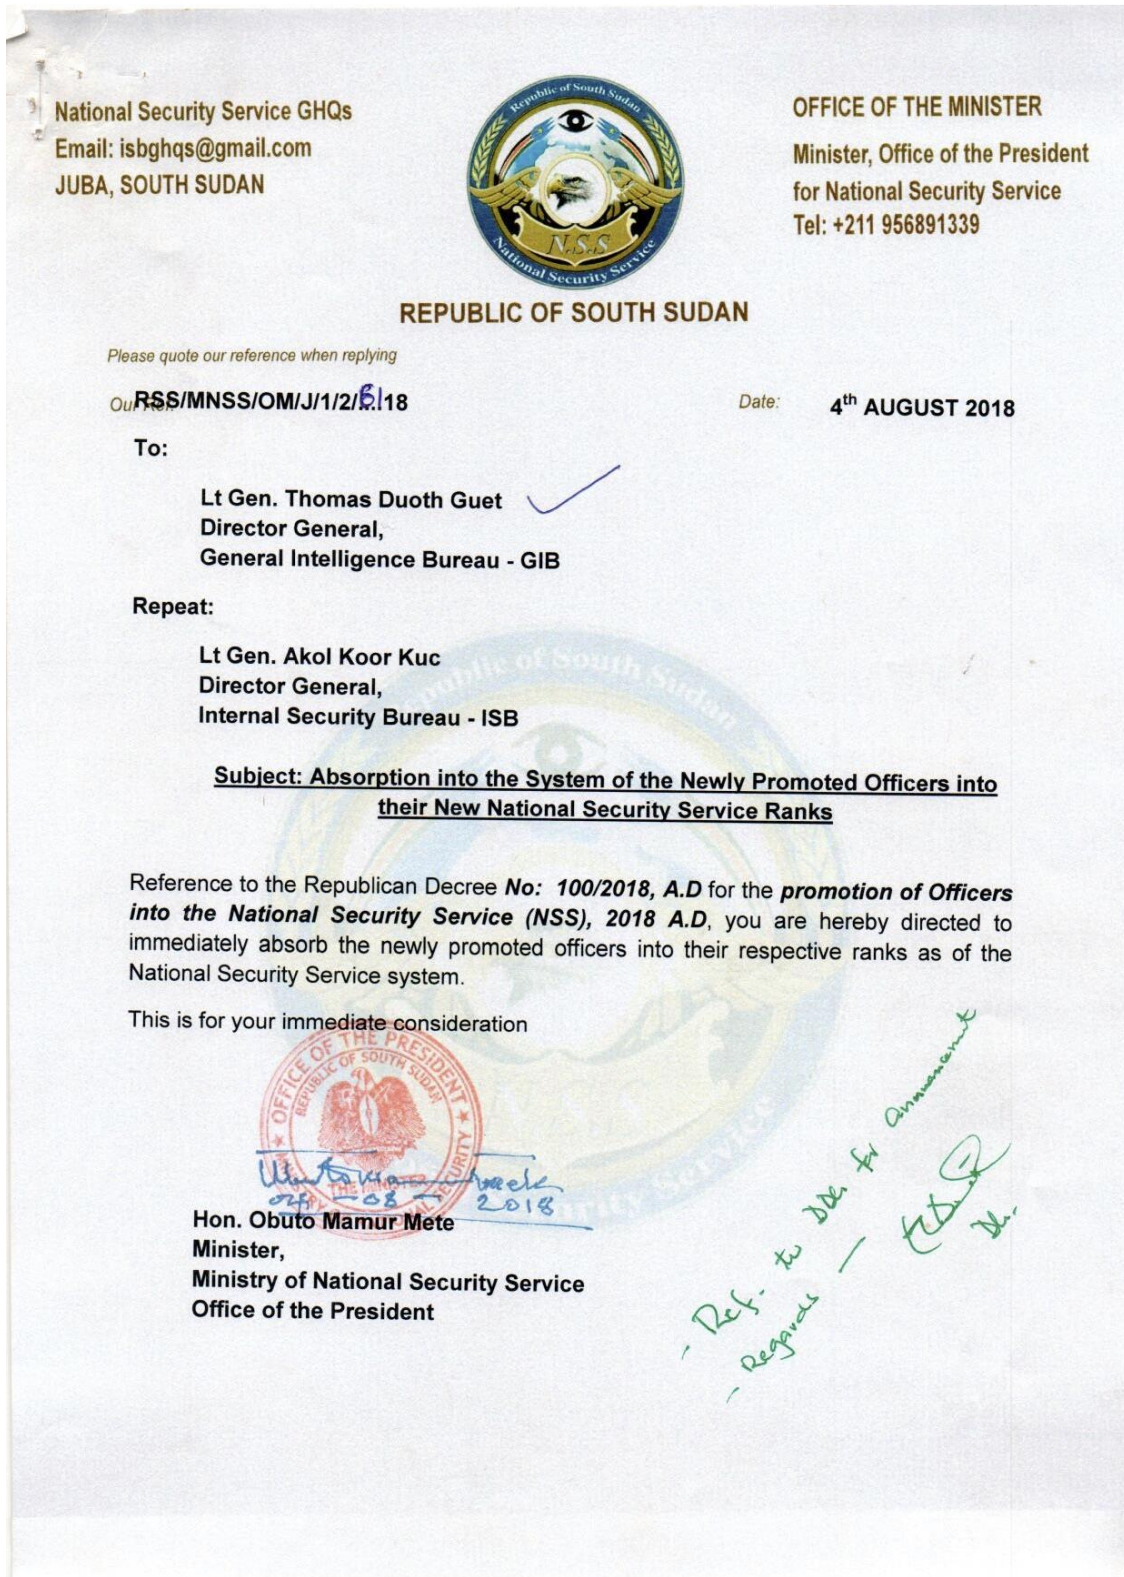 National Security Service GHQs
Email: isbghqs@gmail.com
JUBA, SOUTH SUDAN
Republic of South Sudan
N.S.S
National Security Service
OFFICE OF THE MINISTER
Minister, Office of the President
for National Security Service
Tel: +211 956891339
REPUBLIC OF SOUTH SUDAN
Please quote our reference when replying
Our Ref: RSS/MNSS/OM/J/1/2/ 18
Date: 4th AUGUST 2018
To:
Lt Gen. Thomas Duoth Guet
Director General,
General Intelligence Bureau - GIB
Repeat:
Lt Gen. Akol Koor Kuc
Director General,
Internal Security Bureau - ISB
Subject: Absorption into the System of the Newly Promoted Officers into
their New National Security Service Ranks
Reference to the Republican Decree No: 100/2018, A.D for the promotion of Officers
into the National Security Service (NSS), 2018 A.D, you are hereby directed to
immediately absorb the newly promoted officers into their respective ranks as of the
National Security Service system.
This is for your immediate consideration
OFFICE OF THE PRESIDENT
REPUBLIC OF SOUTH SUDAN
THE MINISTER
MINISTRY OF NATIONAL SECURITY
08 - 2018
Hon. Obuto Mamur Mete
Minister,
Ministry of National Security Service
Office of the President
- Ref. to DDG for announcement
- Regards